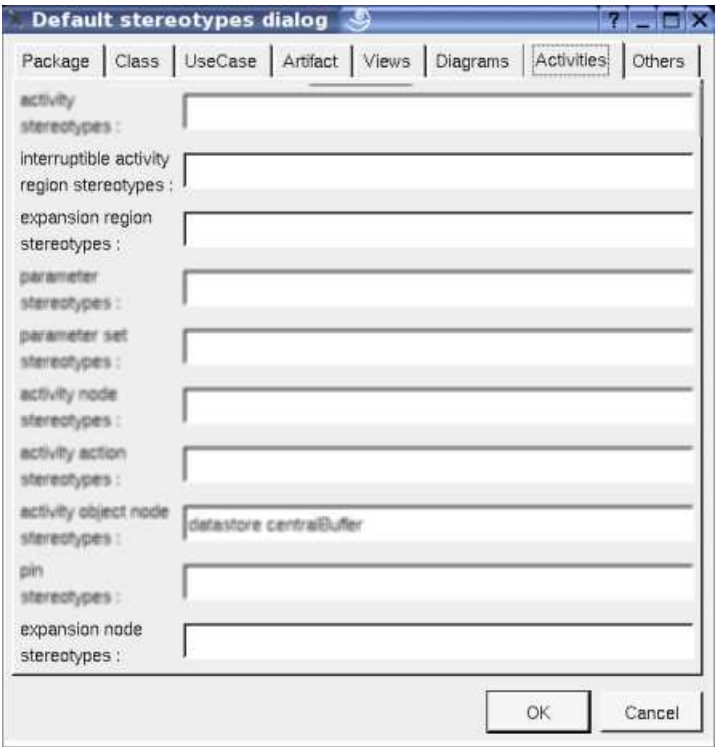 Default stereotypes dialog
Package Class UseCase Artifact Views Diagrams Activities Others
activity
stereotypes :
interruptible activity
region stereotypes :
expansion region
stereotypes :
parameter
stereotypes :
parameter set
stereotypes :
activity node
stereotypes :
activity action
stereotypes :
activity object node
stereotypes :
datastore centralBuffer
pin
stereotypes :
expansion node
stereotypes :
OK Cancel